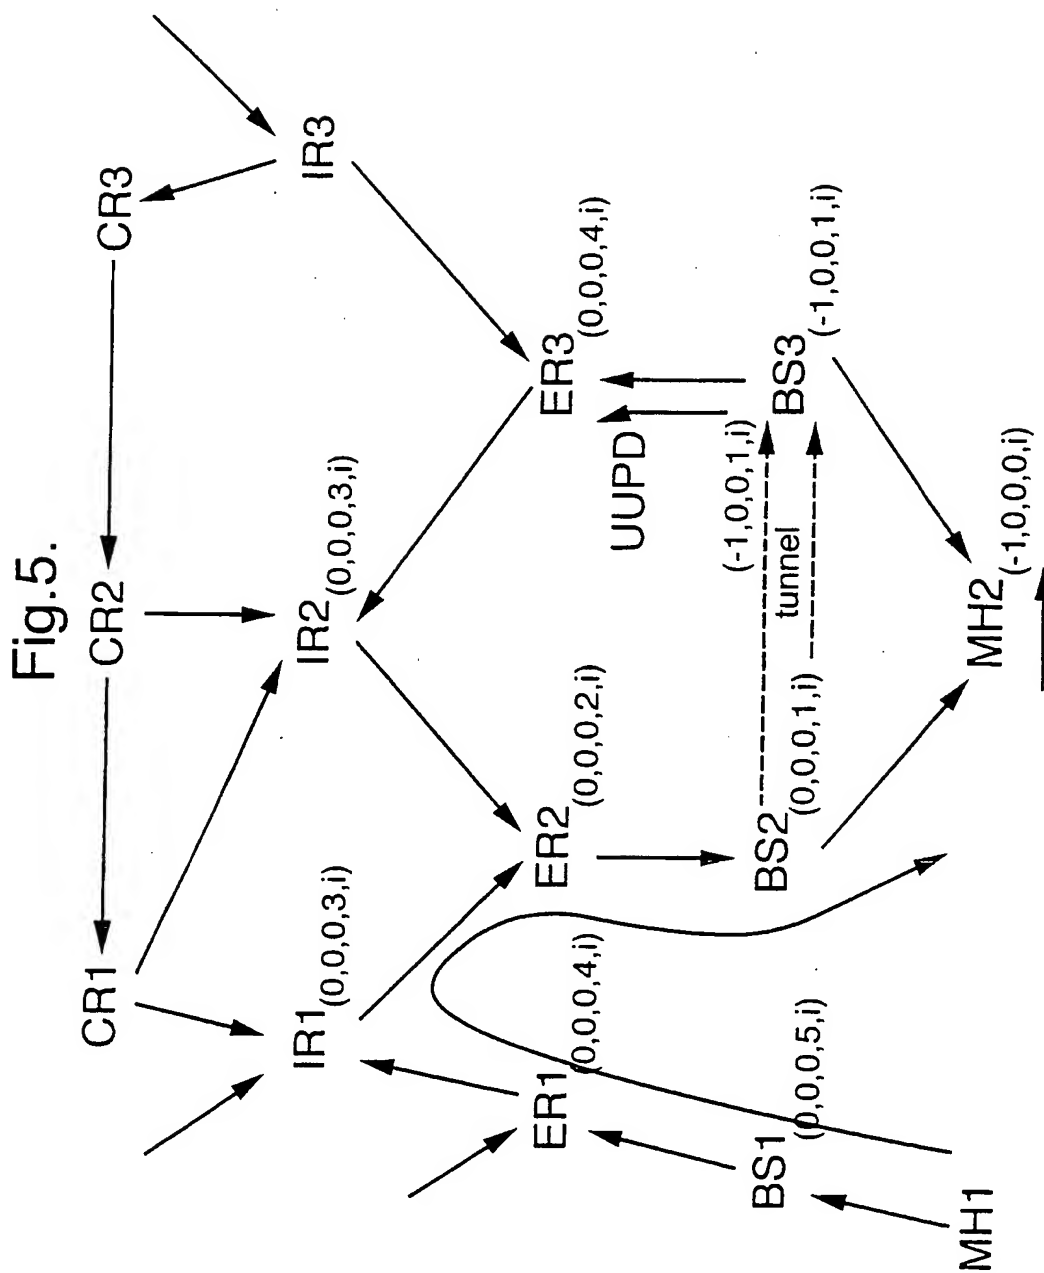 Fig.5.
CR1
CR2
CR3
IR1(0,0,0,3,i)
IR2(0,0,0,3,i)
IR3
ER1(0,0,0,4,i)
ER2(0,0,0,2,i)
ER3(0,0,0,4,i)
UUPD
(-1,0,0,1,i)
tunnel
BS1(0,0,0,5,i)
BS2(0,0,0,1,i)
BS3(-1,0,0,1,i)
MH1
MH2(-1,0,0,0,i)